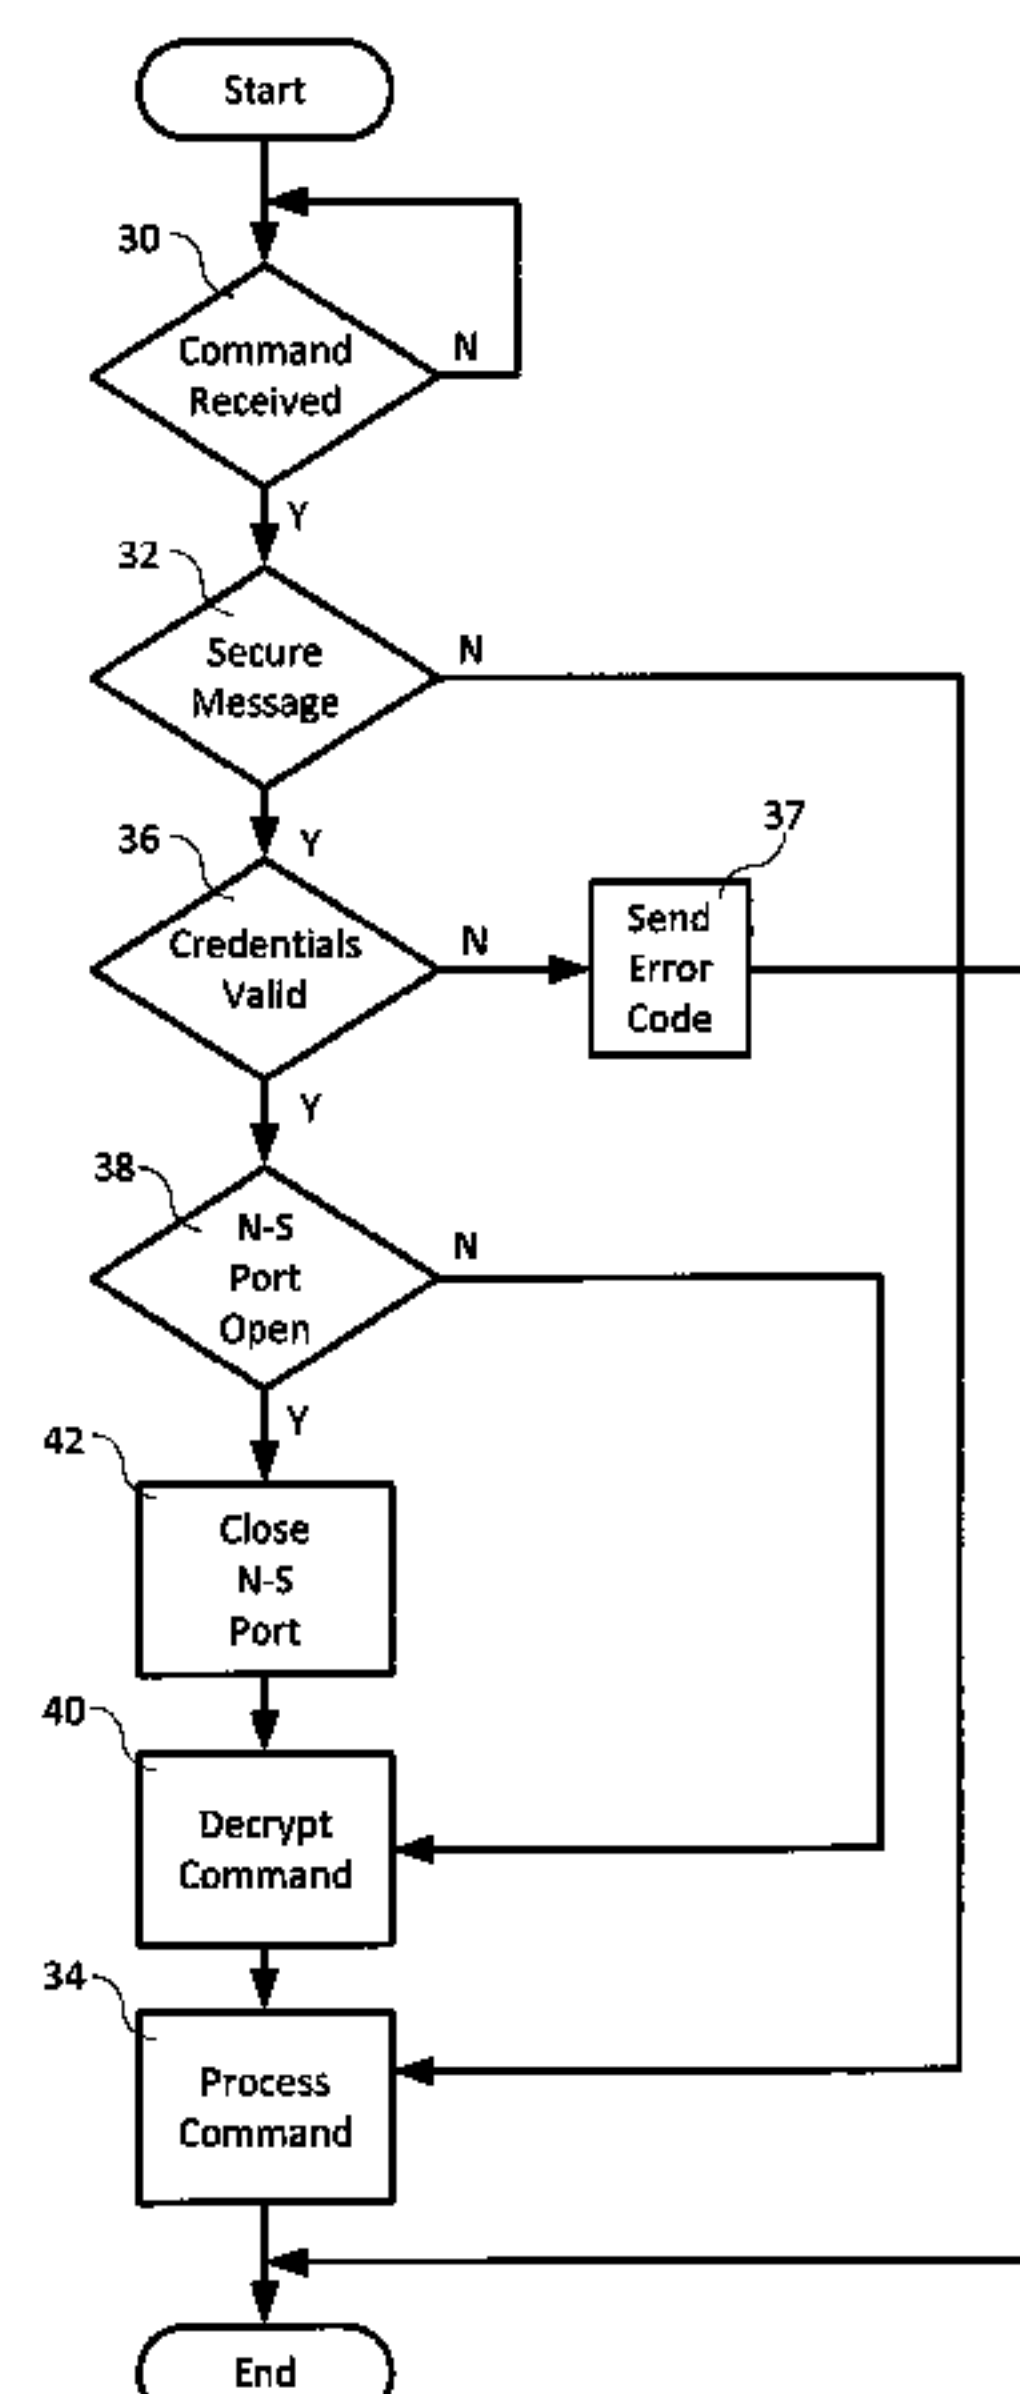 Start
30
Command
Received
N
Y
32
Secure
Message
N
Y
36
Credentials
Valid
N
37
Send
Error
Code
Y
38
N-S
Port
Open
N
Y
42
Close
N-S
Port
40
Decrypt
Command
34
Process
Command
End